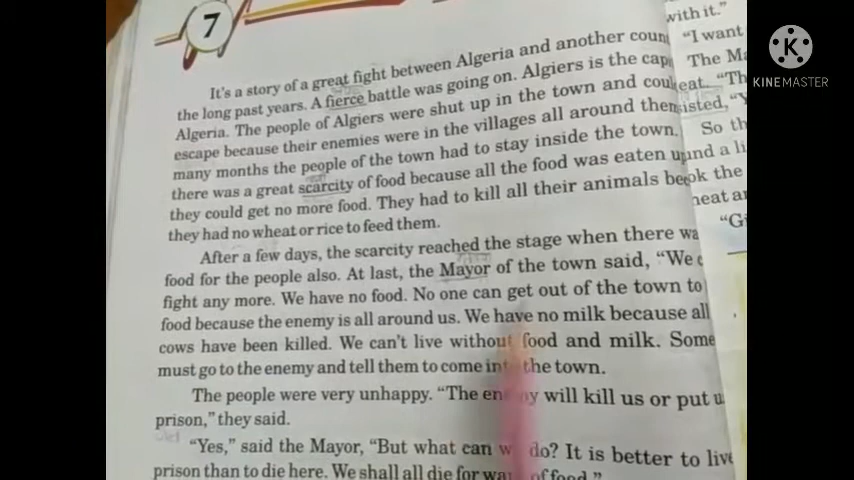 7
It's a story of a great fight between Algeria and another coun
the long past years. A fierce battle was going on. Algiers is the cap
Algeria. The people of Algiers were shut up in the town and coul
escape because their enemies were in the villages all around them
many months the people of the town had to stay inside the town.
there was a great scarcity of food because all the food was eaten up
they could get no more food. They had to kill all their animals bec
they had no wheat or rice to feed them.
After a few days, the scarcity reached the stage when there wa
food for the people also. At last, the Mayor of the town said, "We c
fight any more. We have no food. No one can get out of the town to
food because the enemy is all around us. We have no milk because all
cows have been killed. We can't live without food and milk. Some
must go to the enemy and tell them to come into the town.
The people were very unhappy. "The enemy will kill us or put u
prison," they said.
"Yes," said the Mayor, "But what can we do? It is better to live
prison than to die here. We shall all die for want of food."
with it."
"I want
The Ma
eat. "Th
sisted, "Y
So th
und a li
ok the
heat an
"Gi
K
KINEMASTER